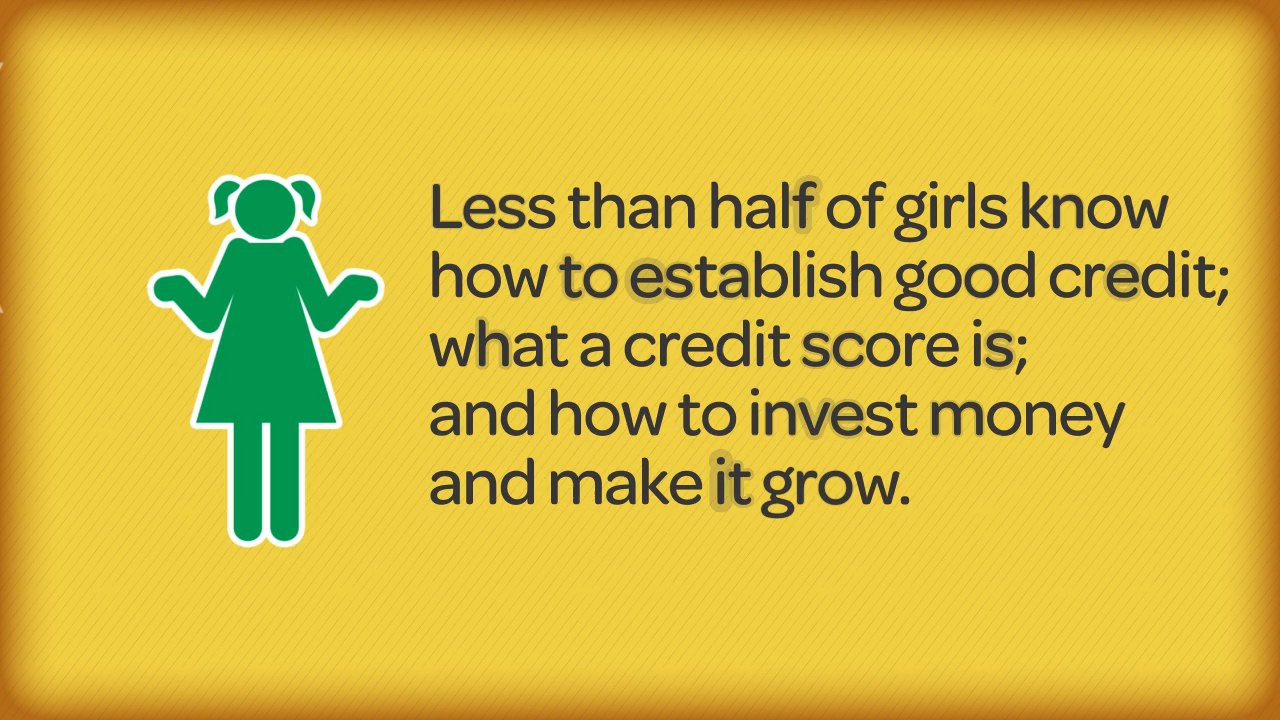 Less than half of girls know
how to establish good credit;
what a credit score is;
and how to invest money
and make it grow.